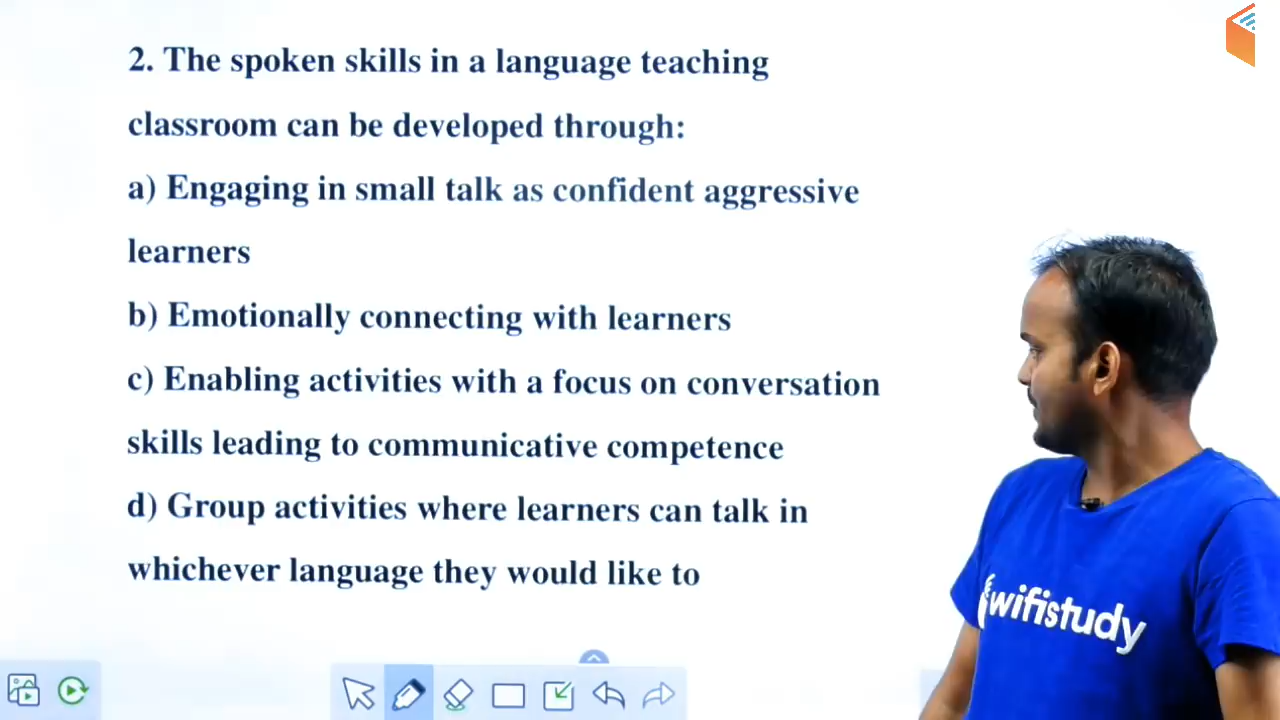 2. The spoken skills in a language teaching
classroom can be developed through:
a) Engaging in small talk as confident aggressive
learners
b) Emotionally connecting with learners
c) Enabling activities with a focus on conversation
skills leading to communicative competence
d) Group activities where learners can talk in
whichever language they would like to
wifistudy